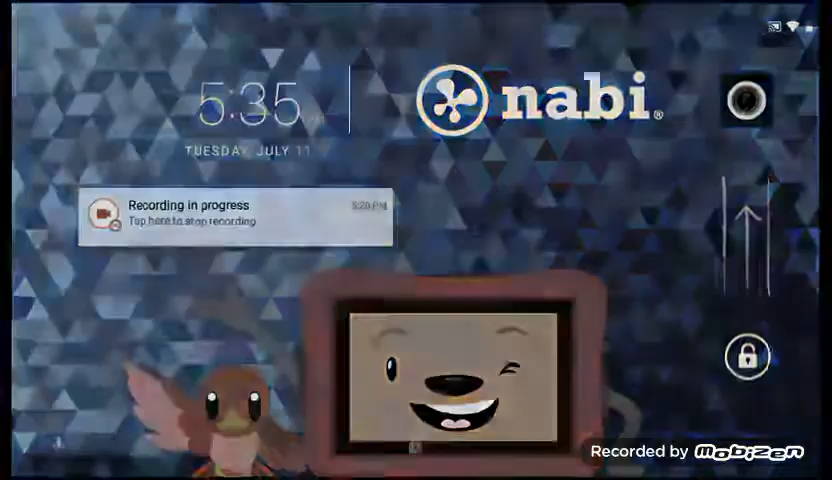 5:35
TUESDAY, JULY 11
nabi®
Recording in progress
5:20 PM
Tap here to stop recording
Recorded by Mobizen